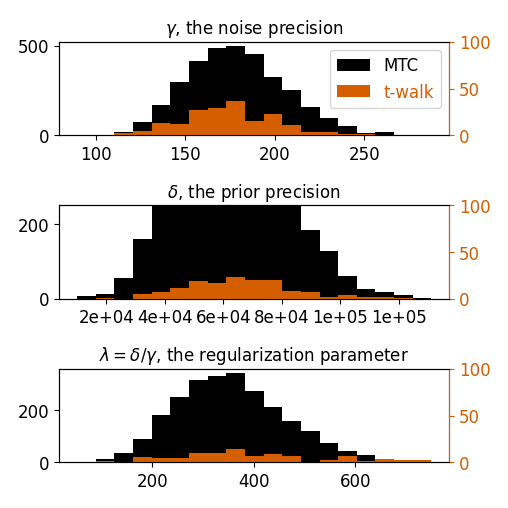 γ, the noise precision
500
0
100
50
0
MTC
t-walk
100 150 200 250
δ, the prior precision
200
0
100
50
0
2e+04 4e+04 6e+04 8e+04 1e+05 1e+05
λ = δ/γ, the regularization parameter
200
0
100
50
0
200 400 600